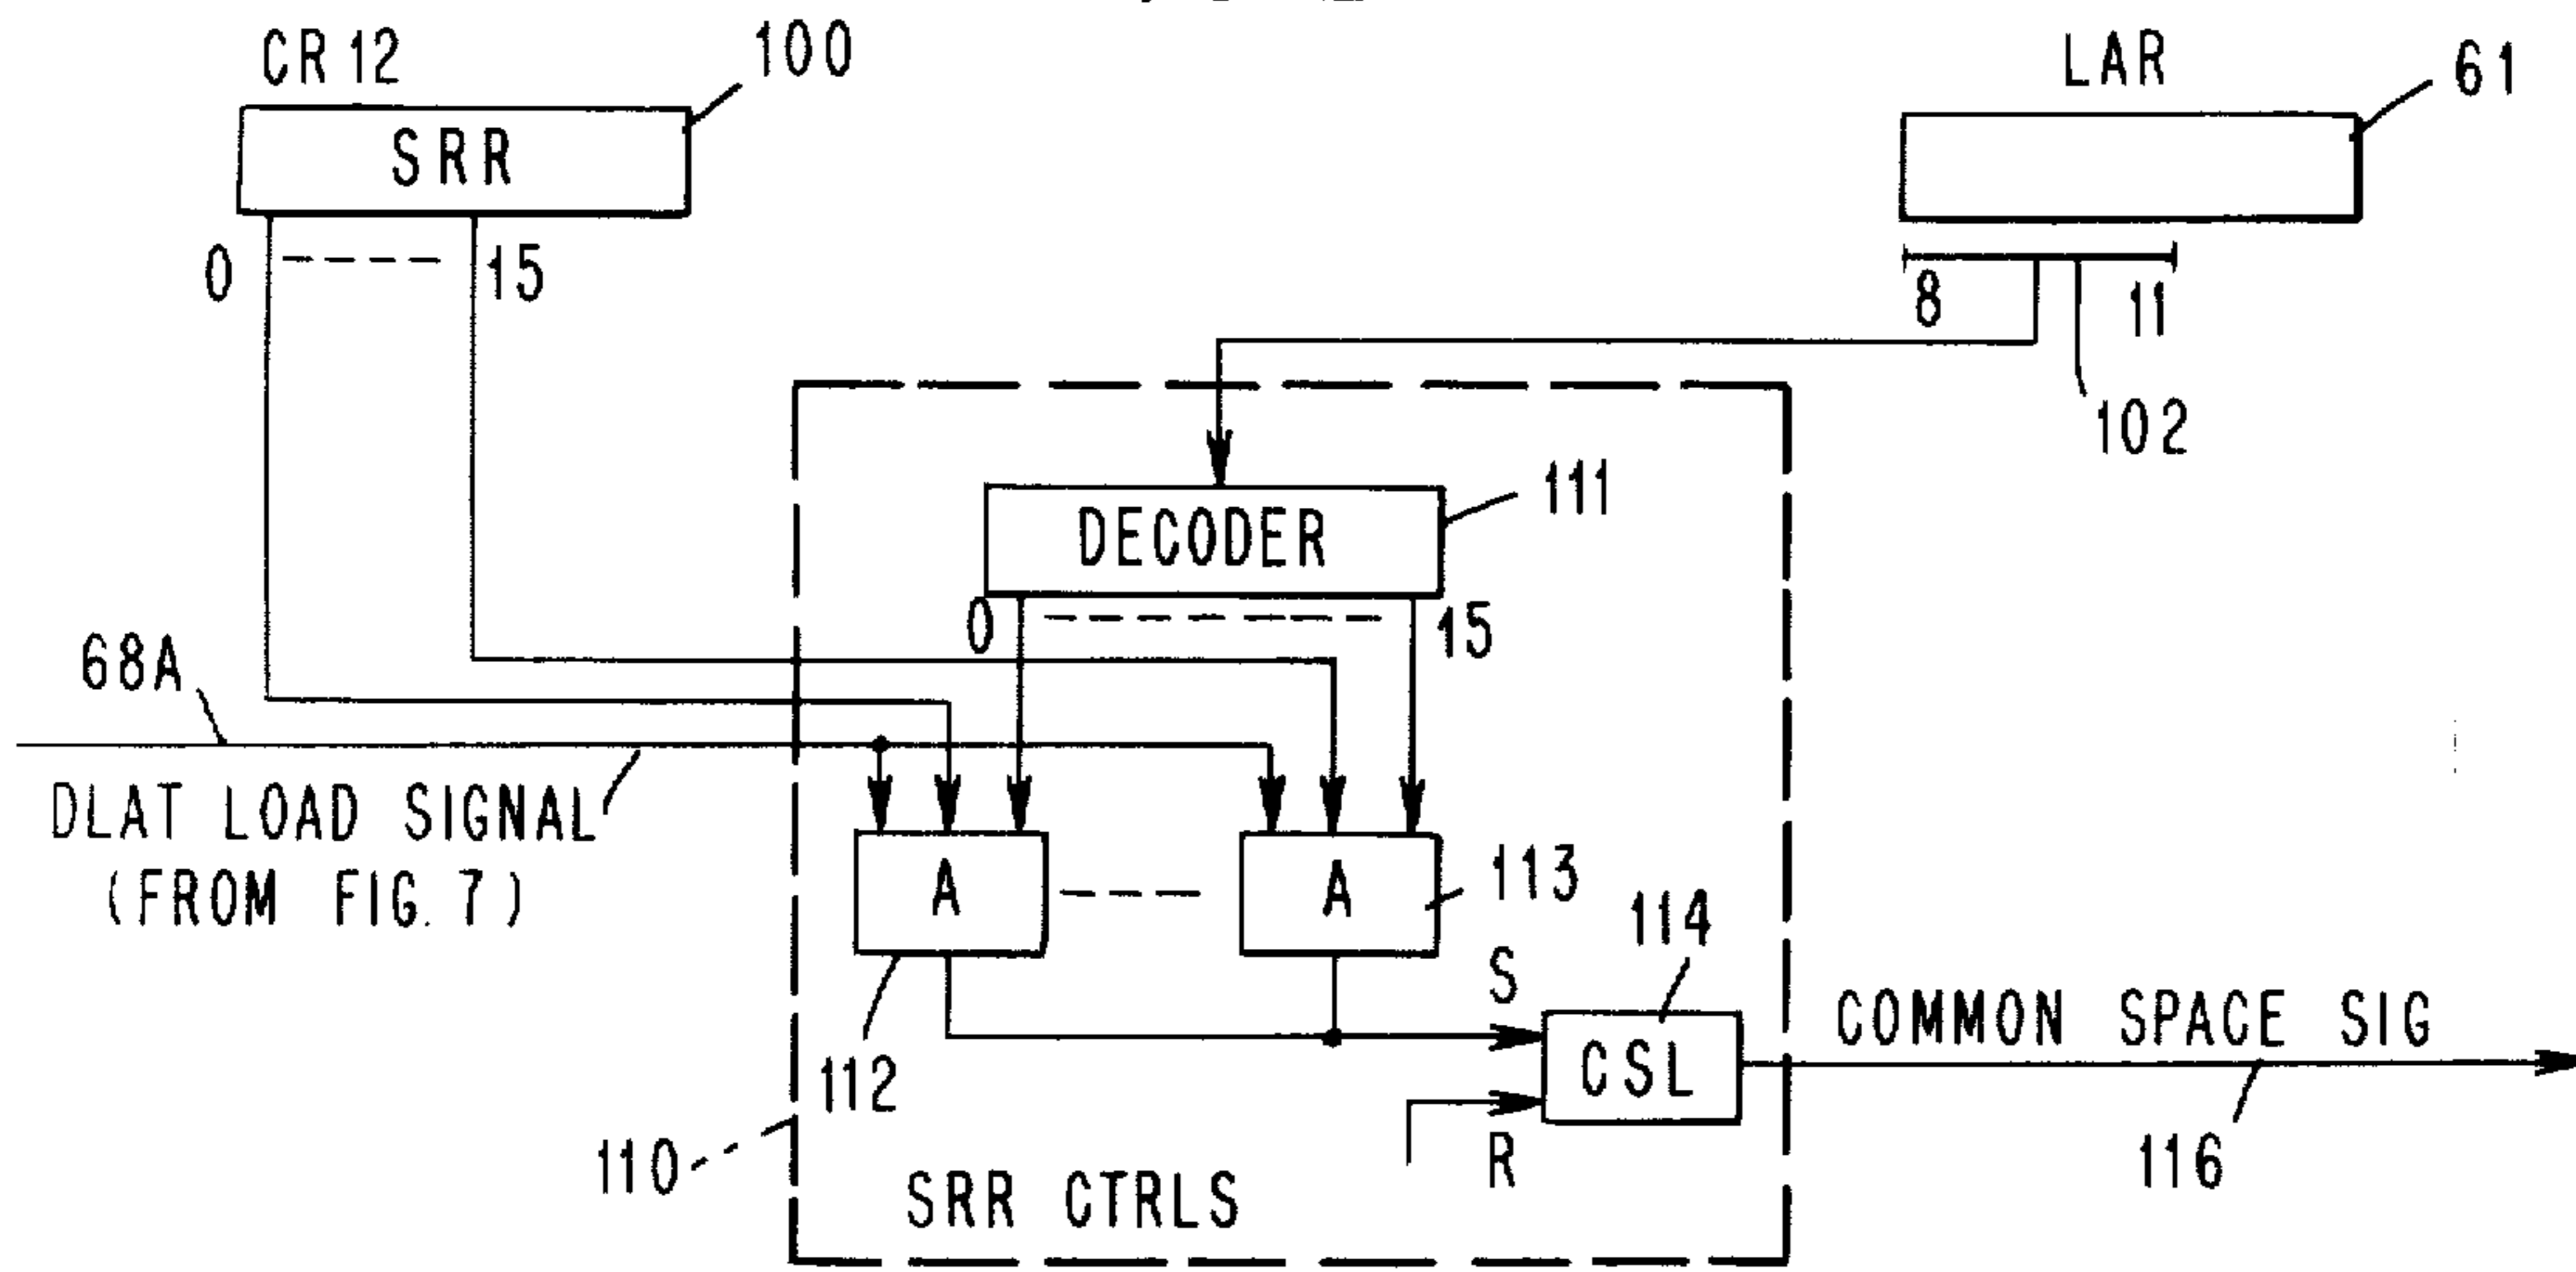 CR 12
100
LAR
61
SRR
0
15
8
11
102
DECODER
111
0
15
68A
DLAT LOAD SIGNAL
(FROM FIG. 7)
A
A
113
114
S
CSL
COMMON SPACE SIG
112
R
110
SRR CTRLS
116